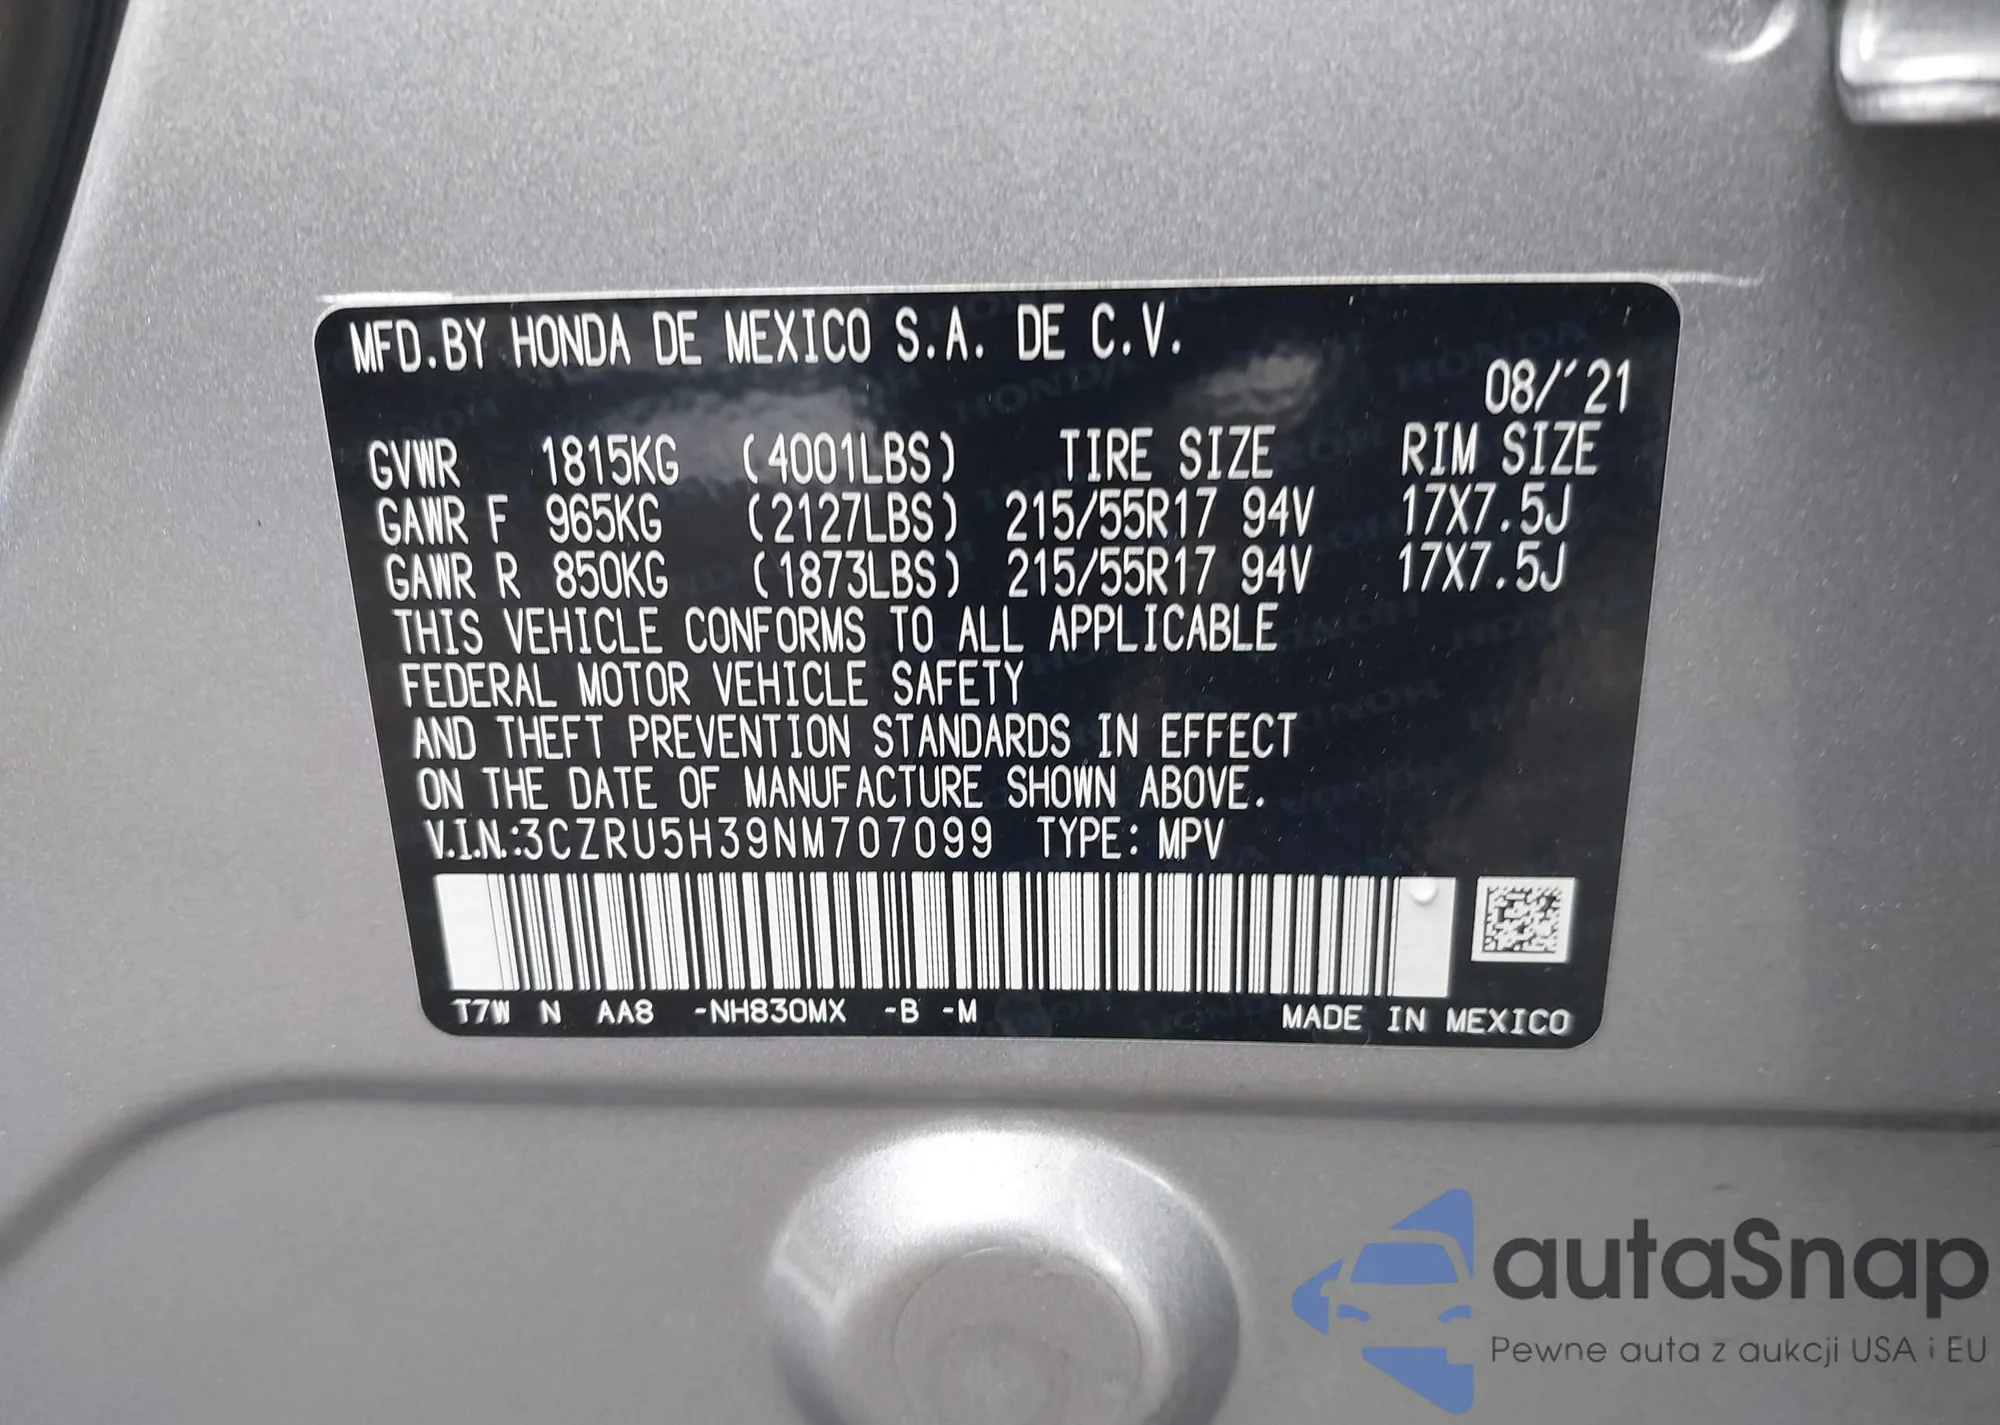 MFD.BY HONDA DE MEXICO S.A. DE C.V.
08/'21
GVWR 1815KG (4001LBS) TIRE SIZE RIM SIZE
GAWR F 965KG (2127LBS) 215/55R17 94V 17X7.5J
GAWR R 850KG (1873LBS) 215/55R17 94V 17X7.5J
THIS VEHICLE CONFORMS TO ALL APPLICABLE
FEDERAL MOTOR VEHICLE SAFETY
AND THEFT PREVENTION STANDARDS IN EFFECT
ON THE DATE OF MANUFACTURE SHOWN ABOVE.
V.I.N.:3CZRU5H39NM707099 TYPE: MPV
T7W N AA8 -NH830MX -B -M MADE IN MEXICO
autaSnap
Pewne auta z aukcji USA i EU